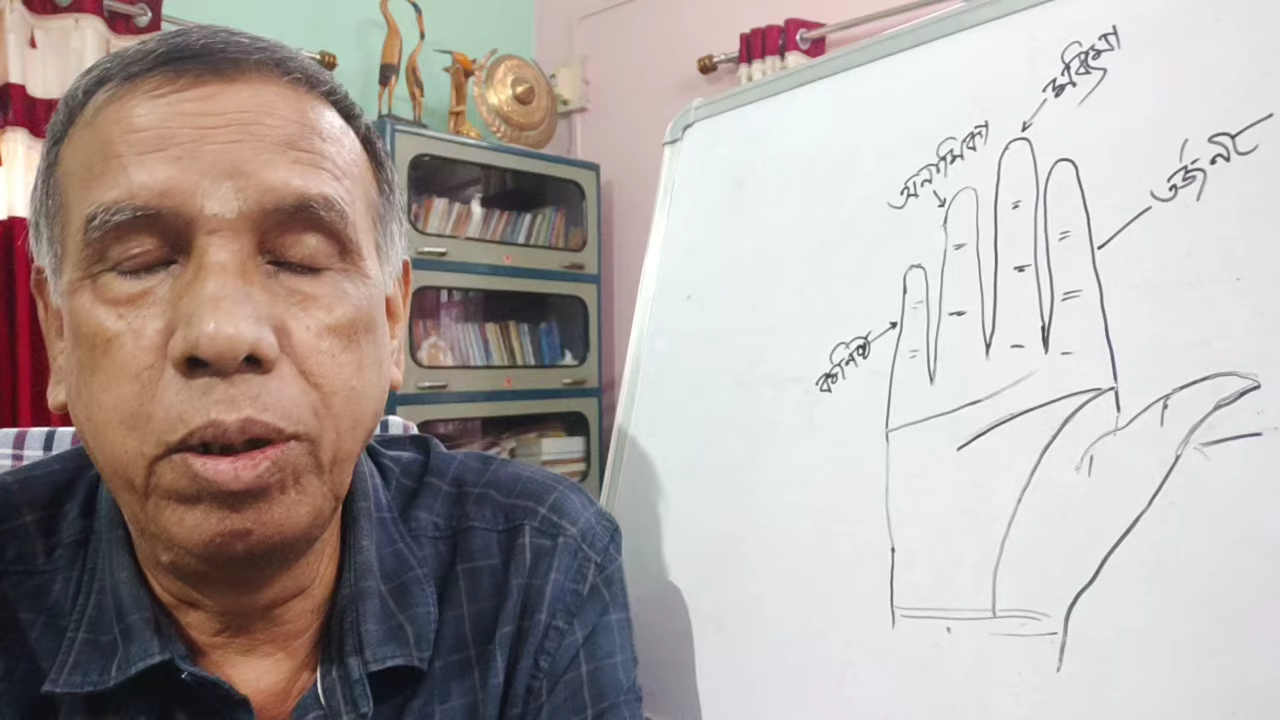 মধ্যমা
অনামিকা
তর্জনী
কনিষ্ঠা